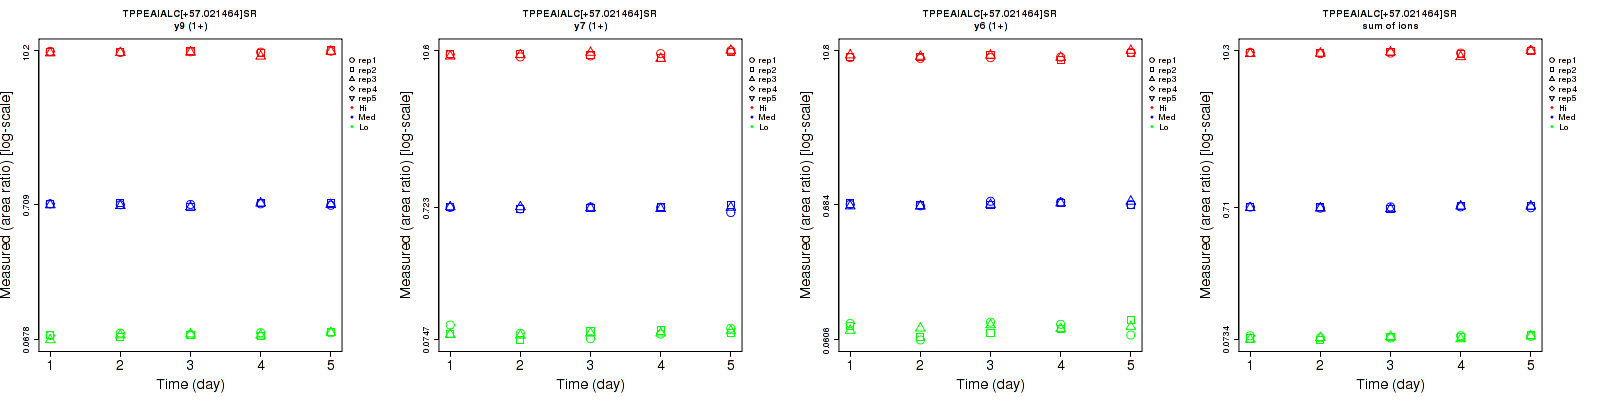 TPPEAIALC[+57.021464]SR
y9 (1+)
Measured (area ratio) [log-scale]
10.2
0.709
0.0678
1 2 3 4 5
Time (day)
rep1
rep2
rep3
rep4
rep5
Hi
Med
Lo
TPPEAIALC[+57.021464]SR
y7 (1+)
Measured (area ratio) [log-scale]
10.6
0.723
0.0747
1 2 3 4 5
Time (day)
rep1
rep2
rep3
rep4
rep5
Hi
Med
Lo
TPPEAIALC[+57.021464]SR
y6 (1+)
Measured (area ratio) [log-scale]
10.8
0.684
0.0606
1 2 3 4 5
Time (day)
rep1
rep2
rep3
rep4
rep5
Hi
Med
Lo
TPPEAIALC[+57.021464]SR
sum of ions
Measured (area ratio) [log-scale]
10.3
0.71
0.0734
1 2 3 4 5
Time (day)
rep1
rep2
rep3
rep4
rep5
Hi
Med
Lo